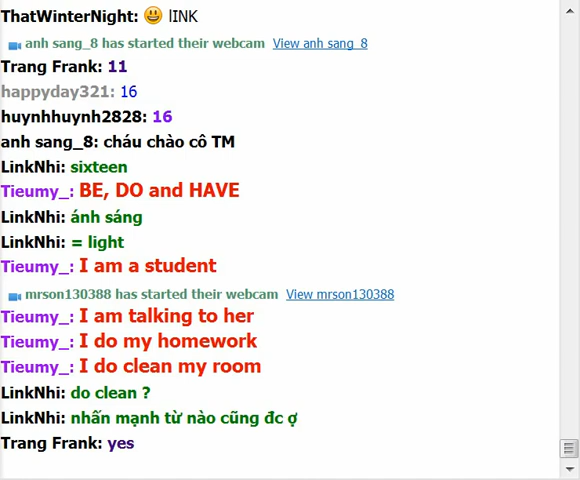 ThatWinterNight: 😃 lINK
anh sang_8 has started their webcam View anh sang_8
Trang Frank: 11
happyday321: 16
huynhhuynh2828: 16
anh sang_8: cháu chào cô TM
LinkNhi: sixteen
Tieumy_: BE, DO and HAVE
LinkNhi: ánh sáng
LinkNhi: = light
Tieumy_: I am a student
mrson130388 has started their webcam View mrson130388
Tieumy_: I am talking to her
Tieumy_: I do my homework
Tieumy_: I do clean my room
LinkNhi: do clean ?
LinkNhi: nhấn mạnh từ nào cũng đc ợ
Trang Frank: yes